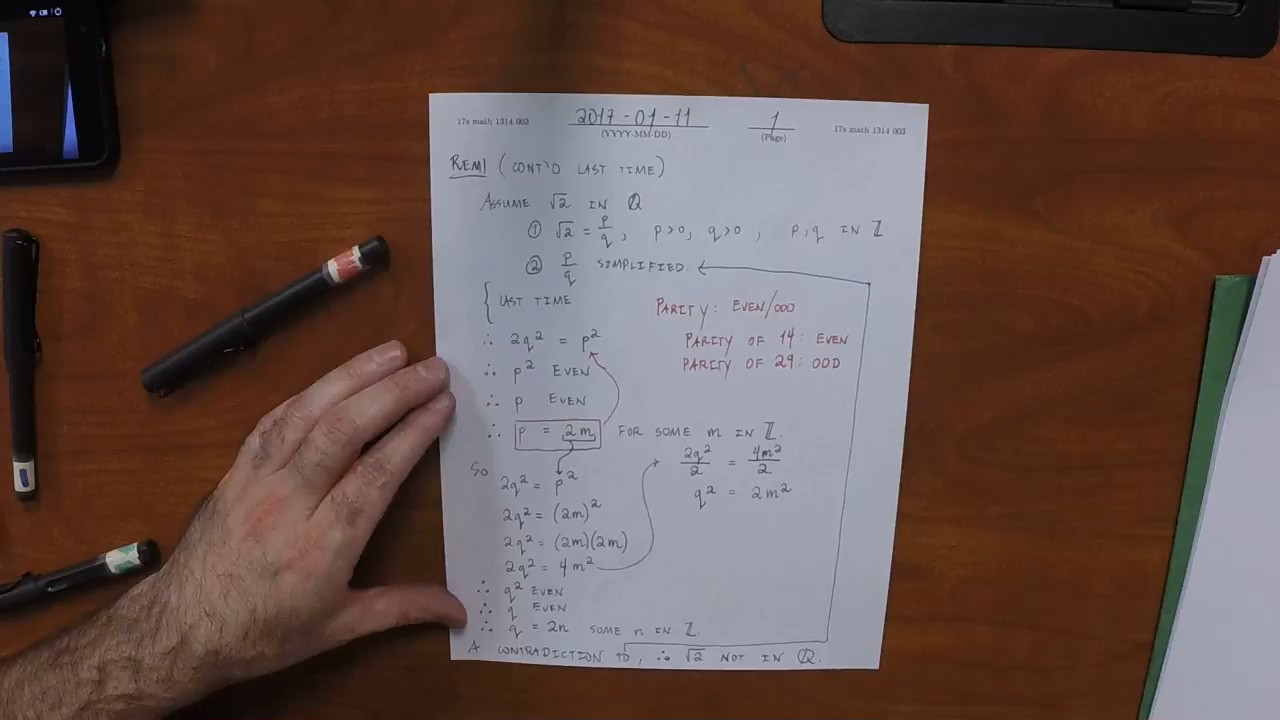 17s math 1314 003 2017-01-11 1 17s math 1314 003
(YYYY-MM-DD) (Page)
REM1 (CONT'D LAST TIME)
ASSUME √2 IN ℚ
① √2 = p/q, p>0, q>0, p,q IN ℤ
② p/q SIMPLIFIED.
{ LAST TIME
PARITY: EVEN/ODD
PARITY OF 14: EVEN
PARITY OF 29: ODD
∴ 2q² = p²
∴ p² EVEN
∴ p EVEN
∴ p = 2m FOR SOME m IN ℤ.
SO
2q² = p²
2q² = (2m)²
2q² = (2m)(2m)
2q² = 4m²
2q²/2 = 4m²/2
q² = 2m²
∴ q² EVEN
∴ q EVEN
∴ q = 2n SOME n IN ℤ.
A CONTRADICTION TO, ∴ √2 NOT IN ℚ.